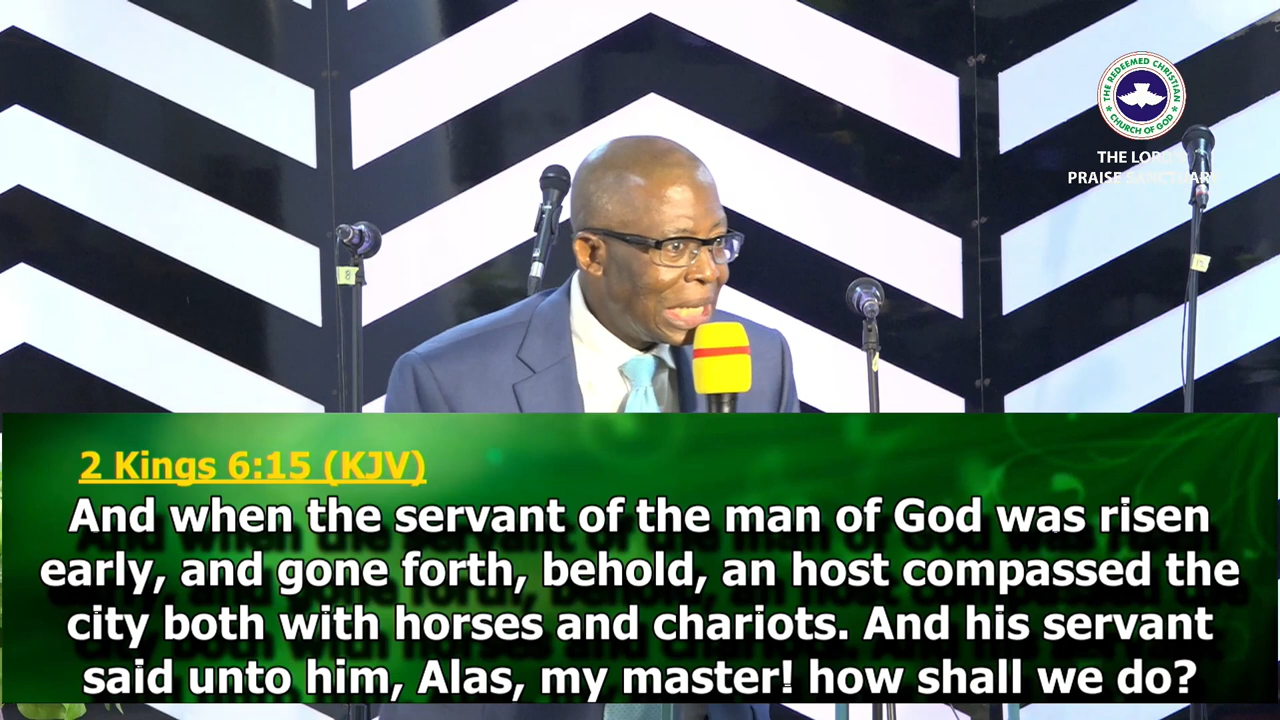 THE REDEEMED CHRISTIAN
CHURCH OF GOD
THE LORD'S
PRAISE SANCTUARY
8
2 Kings 6:15 (KJV)
And when the servant of the man of God was risen
early, and gone forth, behold, an host compassed the
city both with horses and chariots. And his servant
said unto him, Alas, my master! how shall we do?